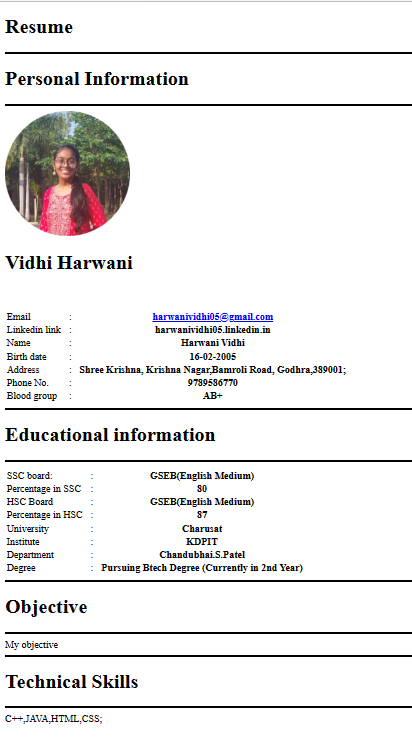 Resume
Personal Information
Vidhi Harwani
Email : harwanividhi05@gmail.com
Linkedin link : harwanividhi05.linkedin.in
Name : Harwani Vidhi
Birth date : 16-02-2005
Address : Shree Krishna, Krishna Nagar,Bamroli Road, Godhra,389001;
Phone No. : 9789586770
Blood group : AB+
Educational information
SSC board: : GSEB(English Medium)
Percentage in SSC : 80
HSC Board : GSEB(English Medium)
Percentage in HSC : 87
University : Charusat
Institute : KDPIT
Department : Chandubhai.S.Patel
Degree : Pursuing Btech Degree (Currently in 2nd Year)
Objective
My objective
Technical Skills
C++,JAVA,HTML,CSS;